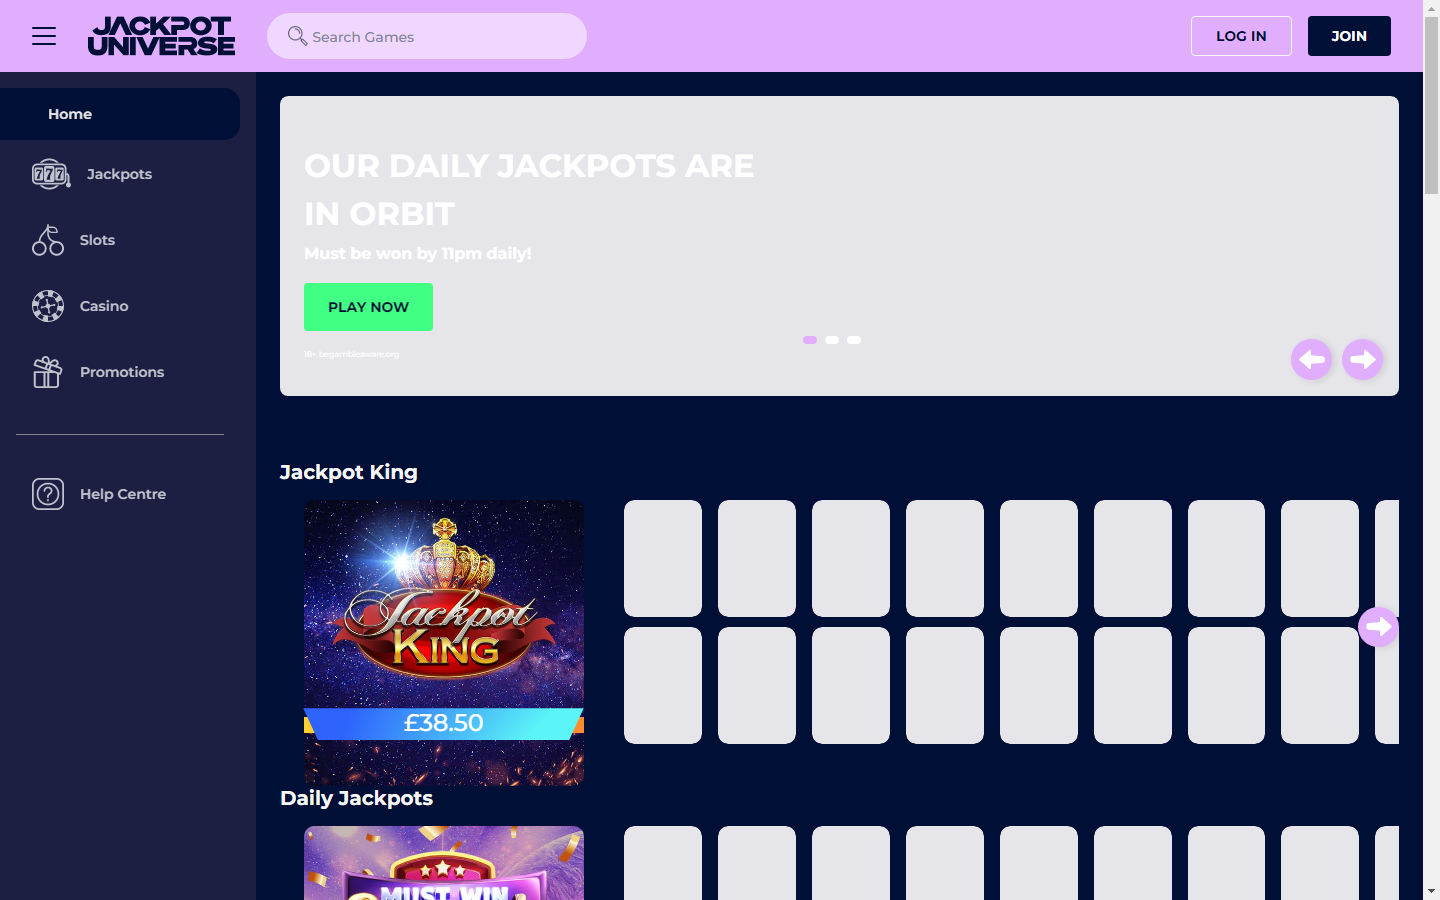 JACKPOT
UNIVERSE
Search Games
LOG IN
JOIN
Home
Jackpots
Slots
Casino
Promotions
Help Centre
OUR DAILY JACKPOTS ARE
IN ORBIT
Must be won by 11pm daily!
PLAY NOW
18+ begambleaware.org
Jackpot King
777
Jackpot
KING
£38.50
Daily Jackpots
MUST WIN